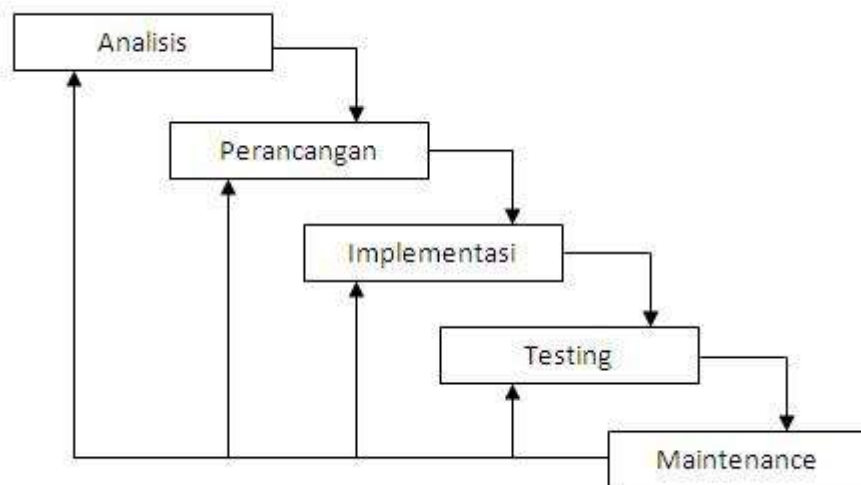 Analisis
Perancangan
Implementasi
Testing
Maintenance